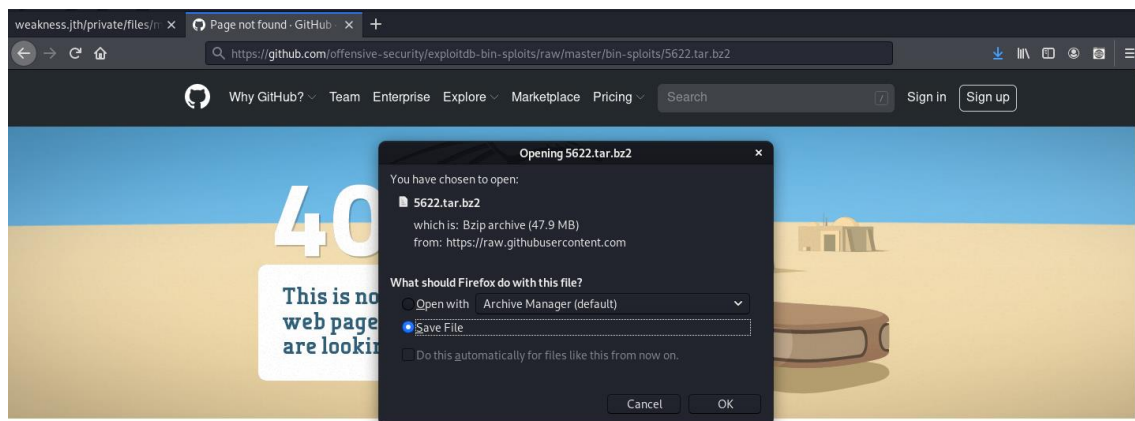 weakness.jth/private/files/
Page not found · GitHub
https://github.com/offensive-security/exploitdb-bin-sploits/raw/master/bin-sploits/5622.tar.bz2
Why GitHub? Team Enterprise Explore Marketplace Pricing Search / Sign in Sign up
Opening 5622.tar.bz2
You have chosen to open:
5622.tar.bz2
which is: Bzip archive (47.9 MB)
from: https://raw.githubusercontent.com
What should Firefox do with this file?
Open with Archive Manager (default)
Save File
Do this automatically for files like this from now on.
Cancel OK
40
This is no
web page
are lookin